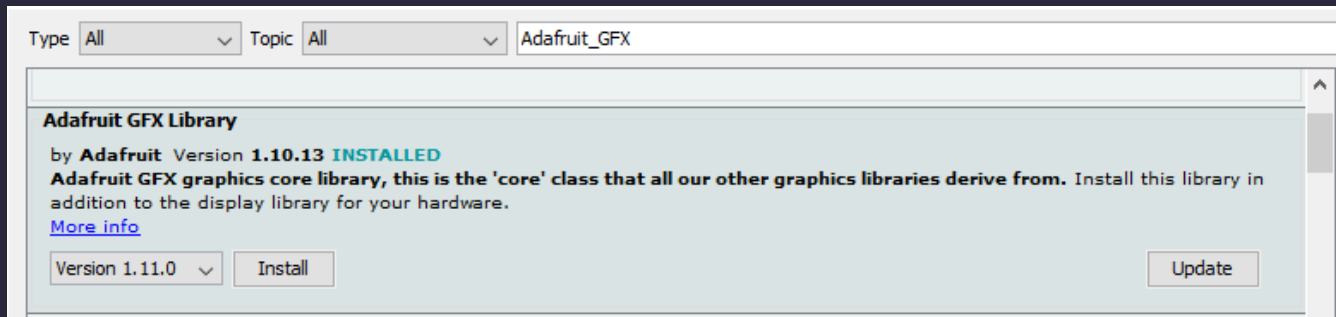 Type All Topic All Adafruit_GFX
Adafruit GFX Library
by Adafruit Version 1.10.13 INSTALLED
Adafruit GFX graphics core library, this is the 'core' class that all our other graphics libraries derive from. Install this library in
addition to the display library for your hardware.
More info
Version 1.11.0 Install Update